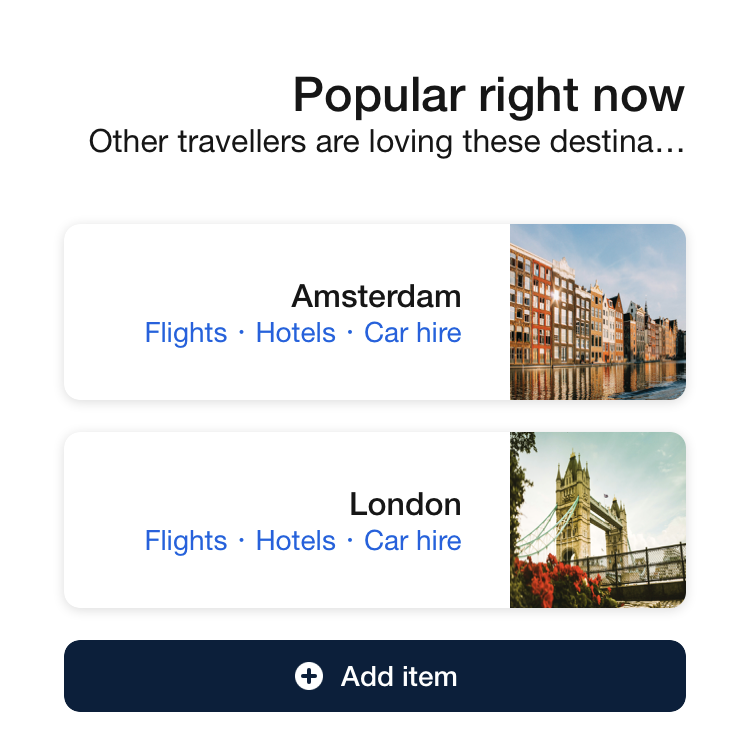 Popular right now
Other travellers are loving these destina…
Amsterdam
Flights · Hotels · Car hire
London
Flights · Hotels · Car hire
Add item